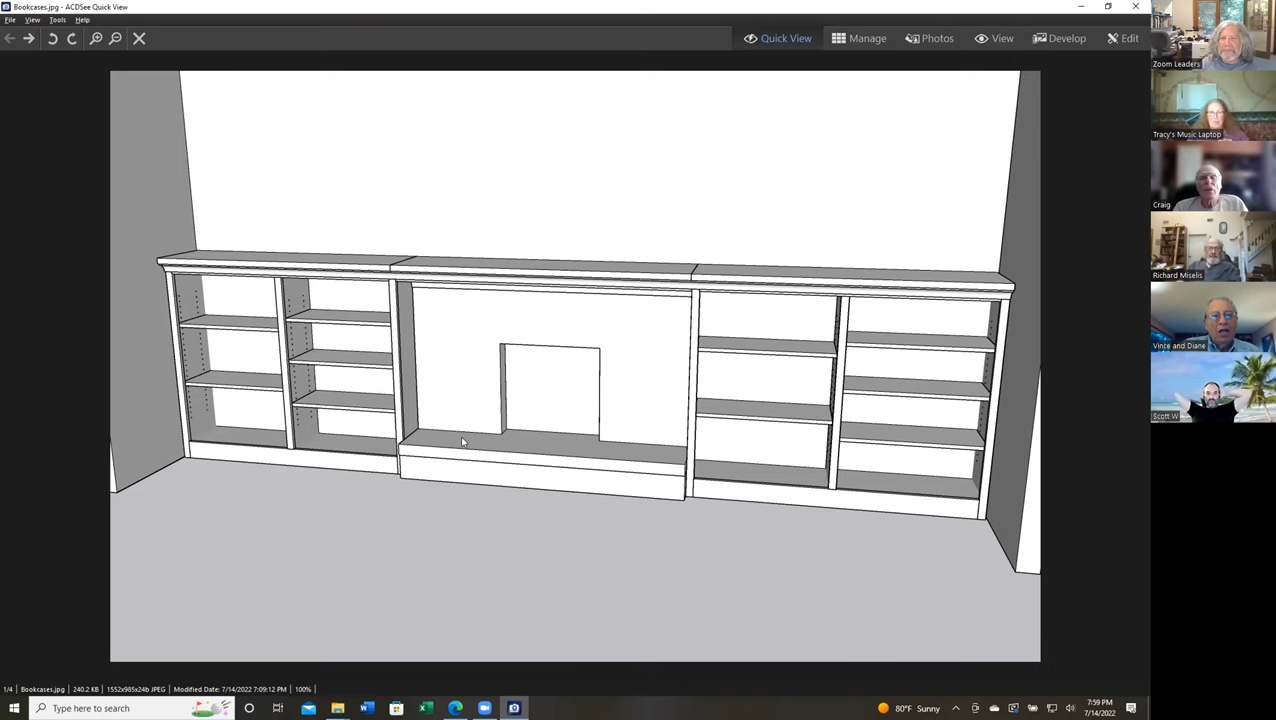 Bookcases.jpg - ACDSee Quick View
File View Tools Help
Quick View Manage Photos View Develop Edit
Zoom Leaders
Tracy's Music Laptop
Craig
Richard Miselis
Vince and Diane
Scott W
1/4 Bookcases.jpg 240.2 KB 1552x985x24b JPEG Modified Date: 7/14/2022 7:09:12 PM 100%
Type here to search
80°F Sunny
7:59 PM
7/14/2022